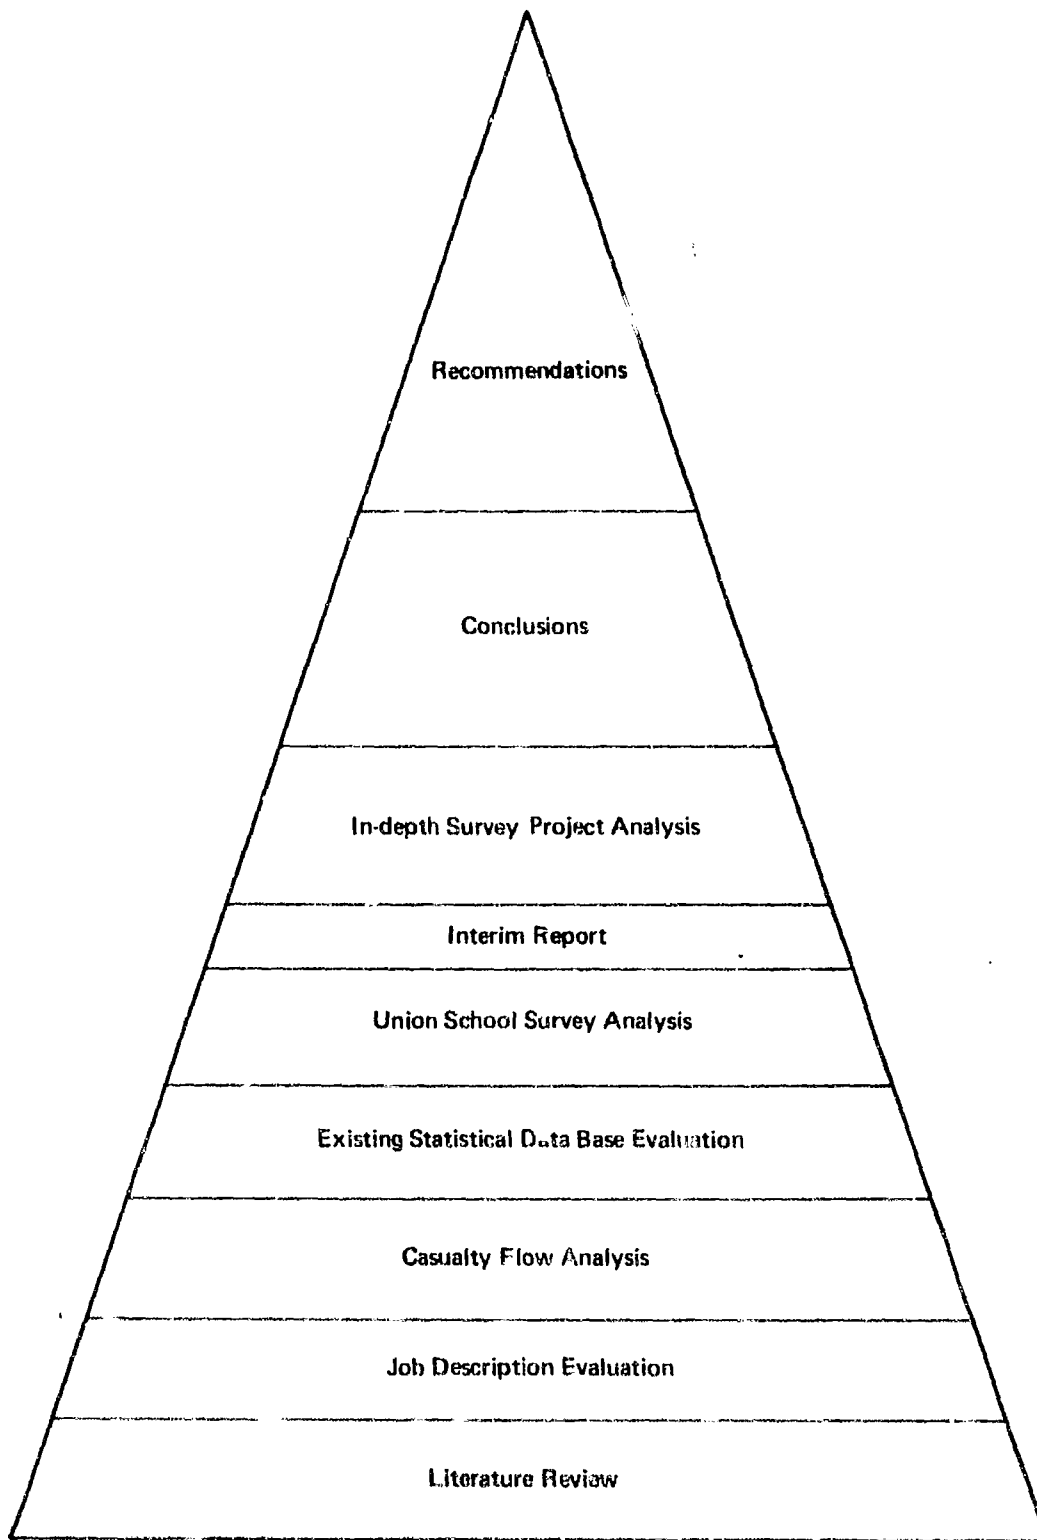 Recommendations
Conclusions
In-depth Survey Project Analysis
Interim Report
Union School Survey Analysis
Existing Statistical Data Base Evaluation
Casualty Flow Analysis
Job Description Evaluation
Literature Review